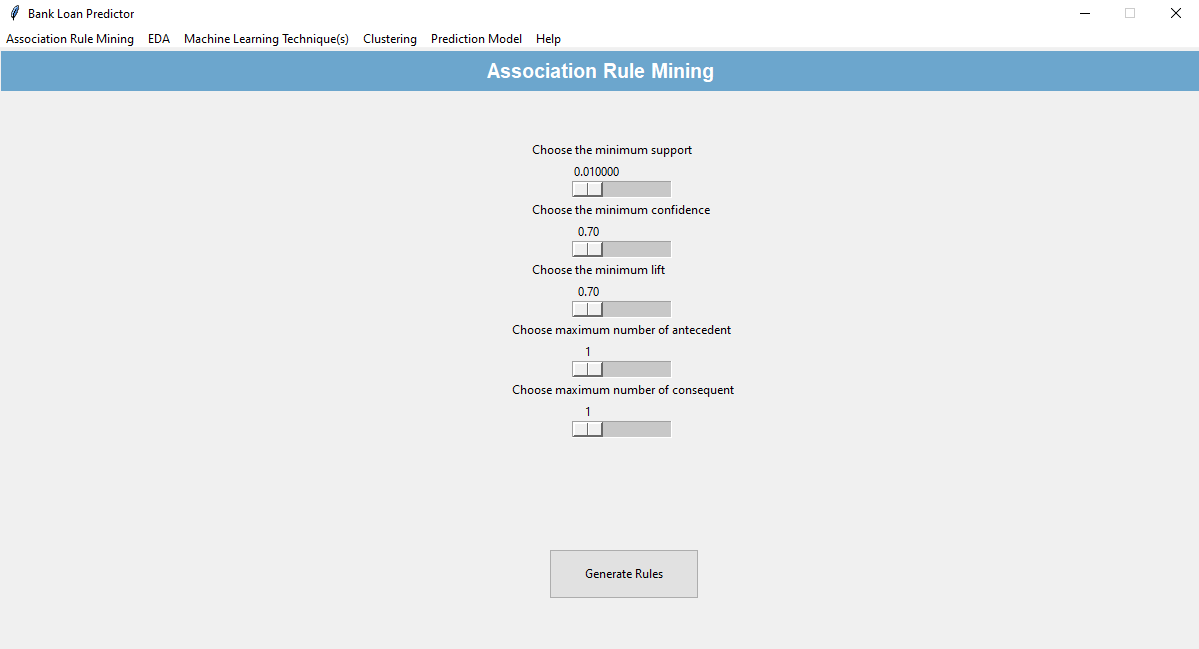 Bank Loan Predictor
Association Rule Mining EDA Machine Learning Technique(s) Clustering Prediction Model Help
Association Rule Mining
Choose the minimum support
0.010000
Choose the minimum confidence
0.70
Choose the minimum lift
0.70
Choose maximum number of antecedent
1
Choose maximum number of consequent
1
Generate Rules